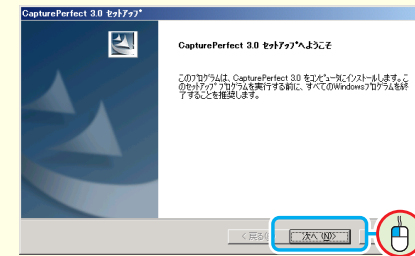 CapturePerfect 3.0 セットアップ
CapturePerfect 3.0 セットアップへようこそ
このプログラムは、CapturePerfect 3.0 をコンピュータにインストールします。こ
のセットアップ プログラムを実行する前に、すべてのWindowsプログラムを終
了することを推奨します。
< 戻る(
次へ (N)>